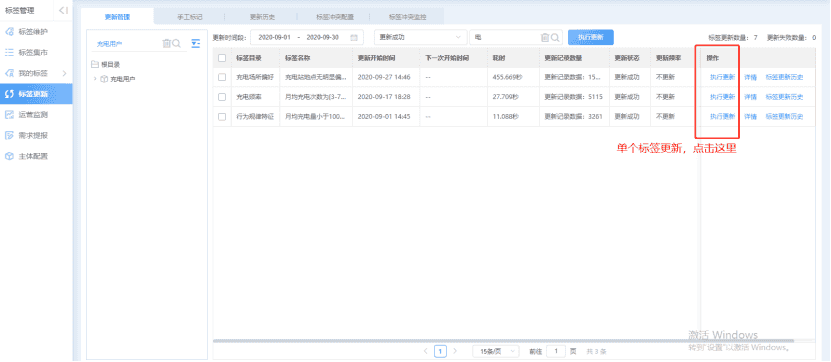 标签管理
标签维护
标签集市
我的标签
标签更新
运营监测
需求提报
主体配置
更新管理 手工标记 更新历史 标签冲突配置 标签冲突监控
充电用户
根目录
充电用户
更新时间段: 2020-09-01 - 2020-09-30 更新成功 电 执行更新 标签更新数量: 7 更新失败数量: 0
标签目录 标签名称 更新开始时间 下一次开始时间 耗时 更新记录数量 更新状态 更新频率 操作
充电场所偏好 充电站地点无明显偏... 2020-09-27 14:46 -- 455.669秒 更新记录数据: 15... 更新成功 不更新 执行更新 详情 标签更新历史
充电频率 月均充电次数为(3-7... 2020-09-17 18:28 -- 27.709秒 更新记录数据: 5115 更新成功 不更新 执行更新 详情 标签更新历史
行为规律特征 月均充电量小于100... 2020-09-01 14:45 -- 11.088秒 更新记录数据: 3261 更新成功 不更新 执行更新 详情 标签更新历史
单个标签更新，点击这里
1 15条/页 前往 1 页 共 3 条
激活 Windows
转到"设置"以激活 Windows。